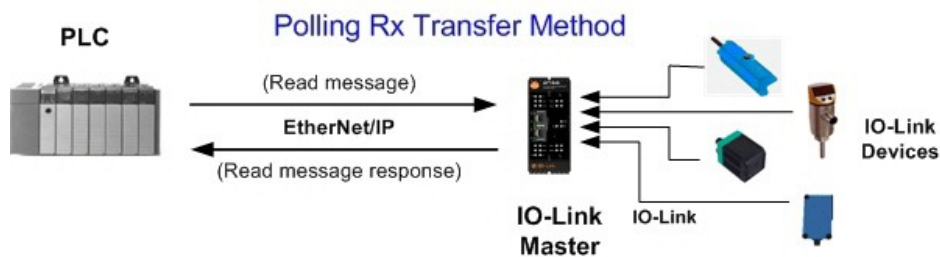 Polling Rx Transfer Method
PLC
(Read message)
EtherNet/IP
(Read message response)
IO-Link
Master
IO-Link
IO-Link
Devices